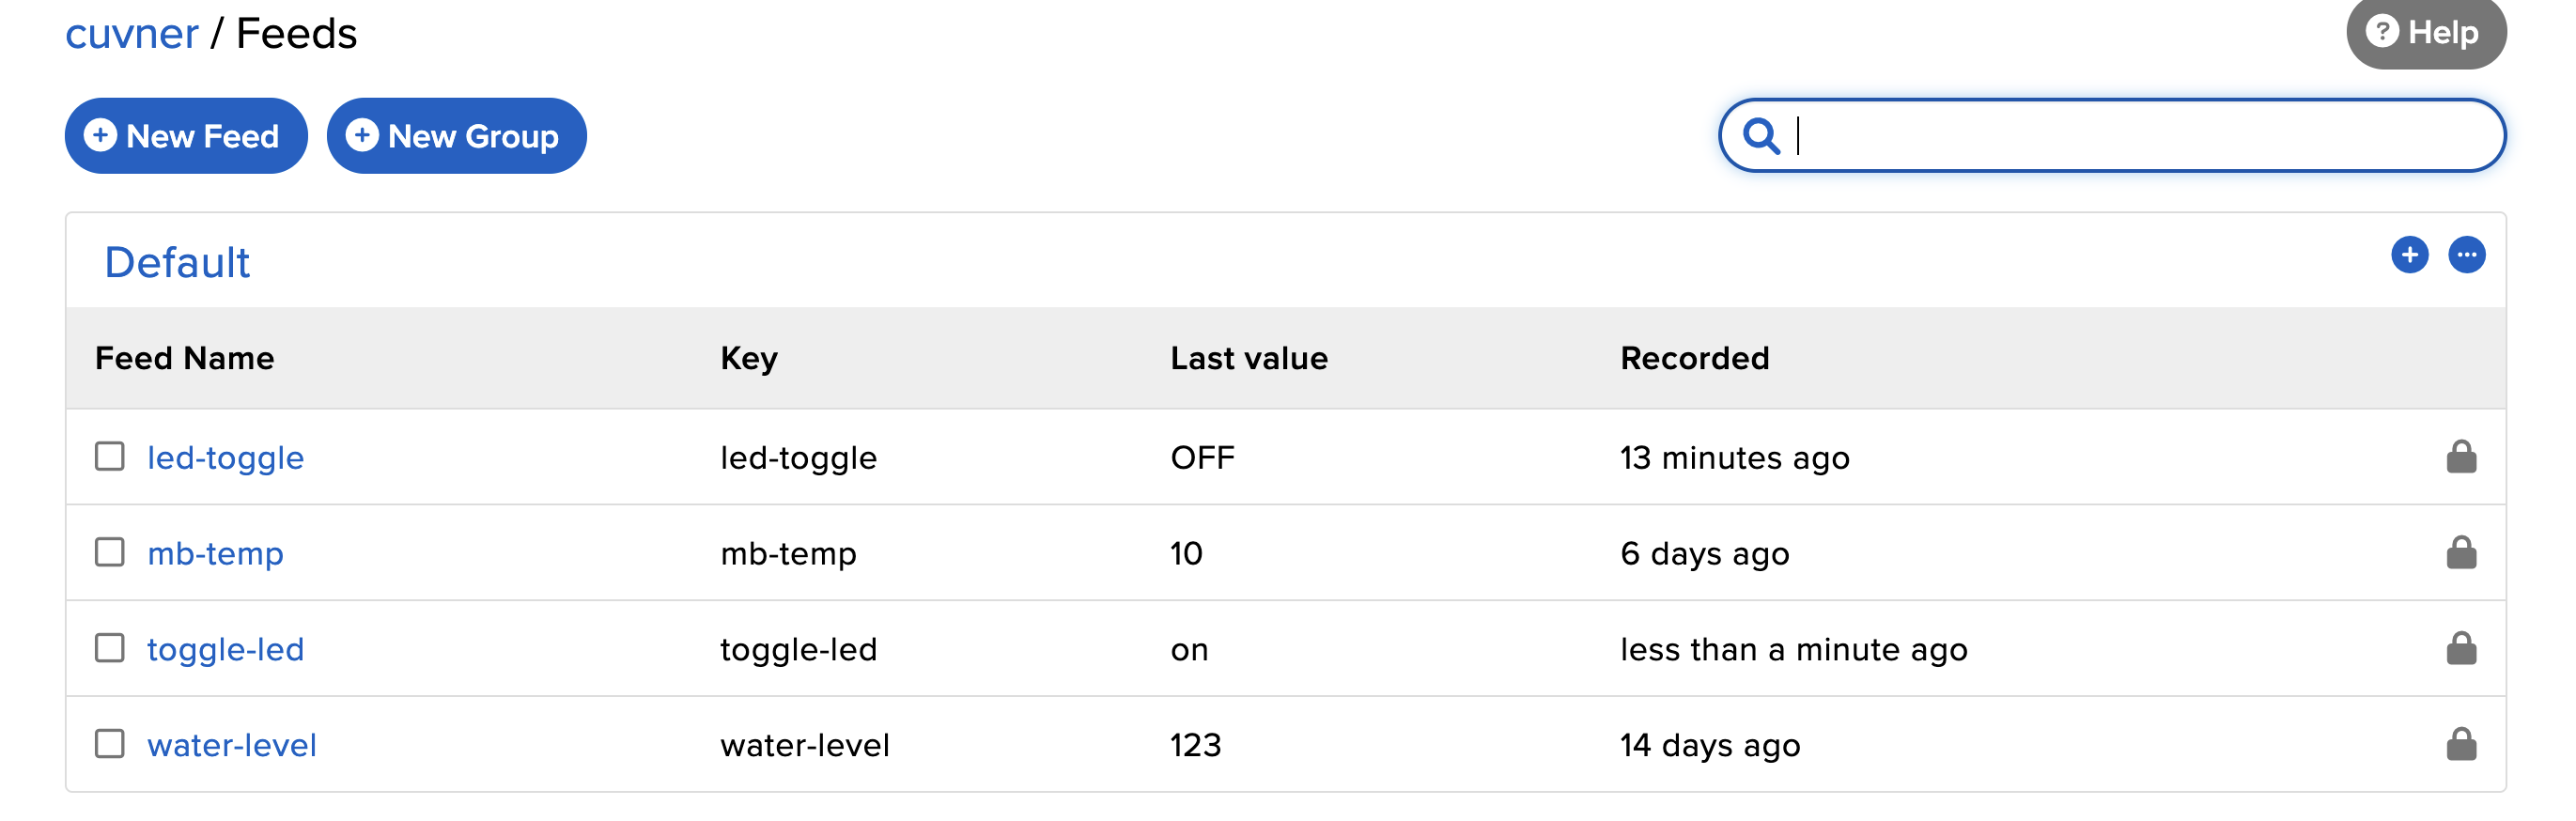 cuvner / Feeds
? Help
New Feed
New Group
Default
Feed Name Key Last value Recorded
led-toggle led-toggle OFF 13 minutes ago
mb-temp mb-temp 10 6 days ago
toggle-led toggle-led on less than a minute ago
water-level water-level 123 14 days ago